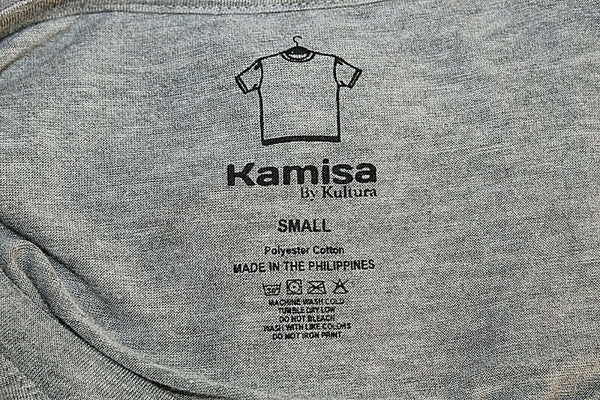 Kamisa
By Kultura
SMALL
Polyester Cotton
MADE IN THE PHILIPPINES
30°
MACHINE WASH COLD
TUMBLE DRY LOW
DO NOT BLEACH
WASH WITH LIKE COLORS
DO NOT IRON PRINT